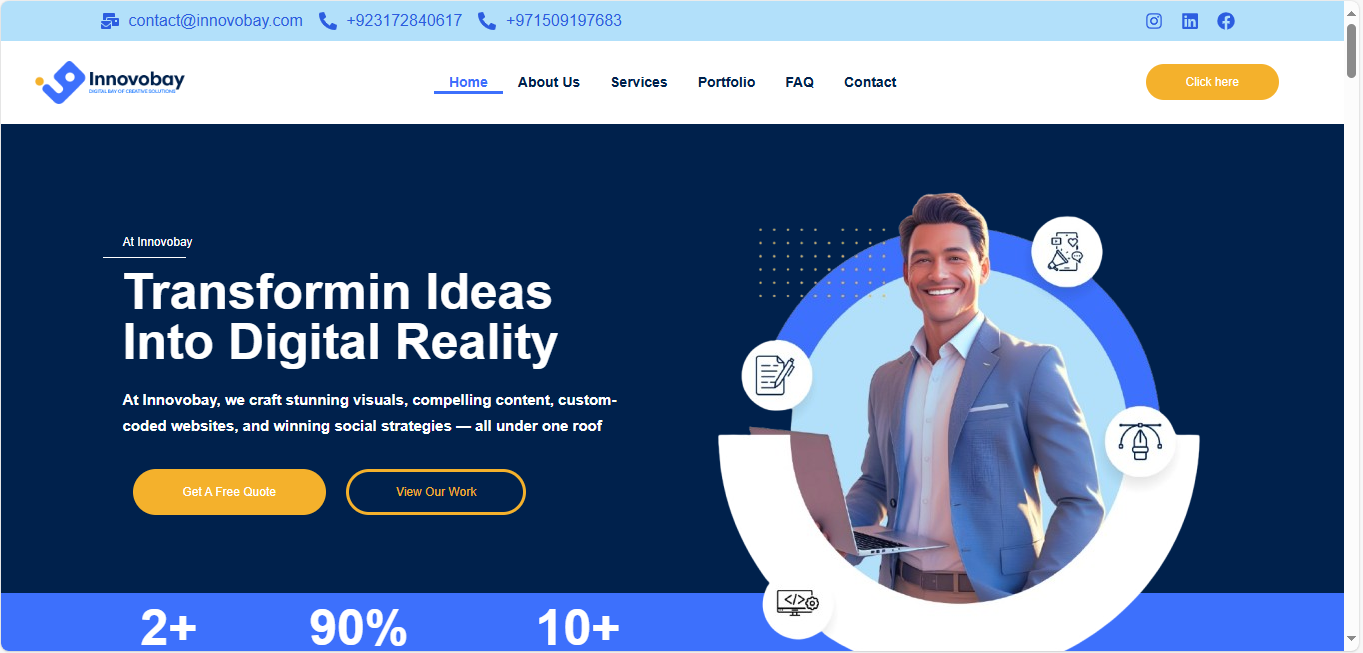 contact@innovobay.com +923172840617 +971509197683
Innovobay
DIGITAL BAY OF CREATIVE SOLUTIONS
Home About Us Services Portfolio FAQ Contact
Click here
At Innovobay
Transformin Ideas
Into Digital Reality
At Innovobay, we craft stunning visuals, compelling content, custom-
coded websites, and winning social strategies — all under one roof
Get A Free Quote View Our Work
</>
2+ 90% 10+